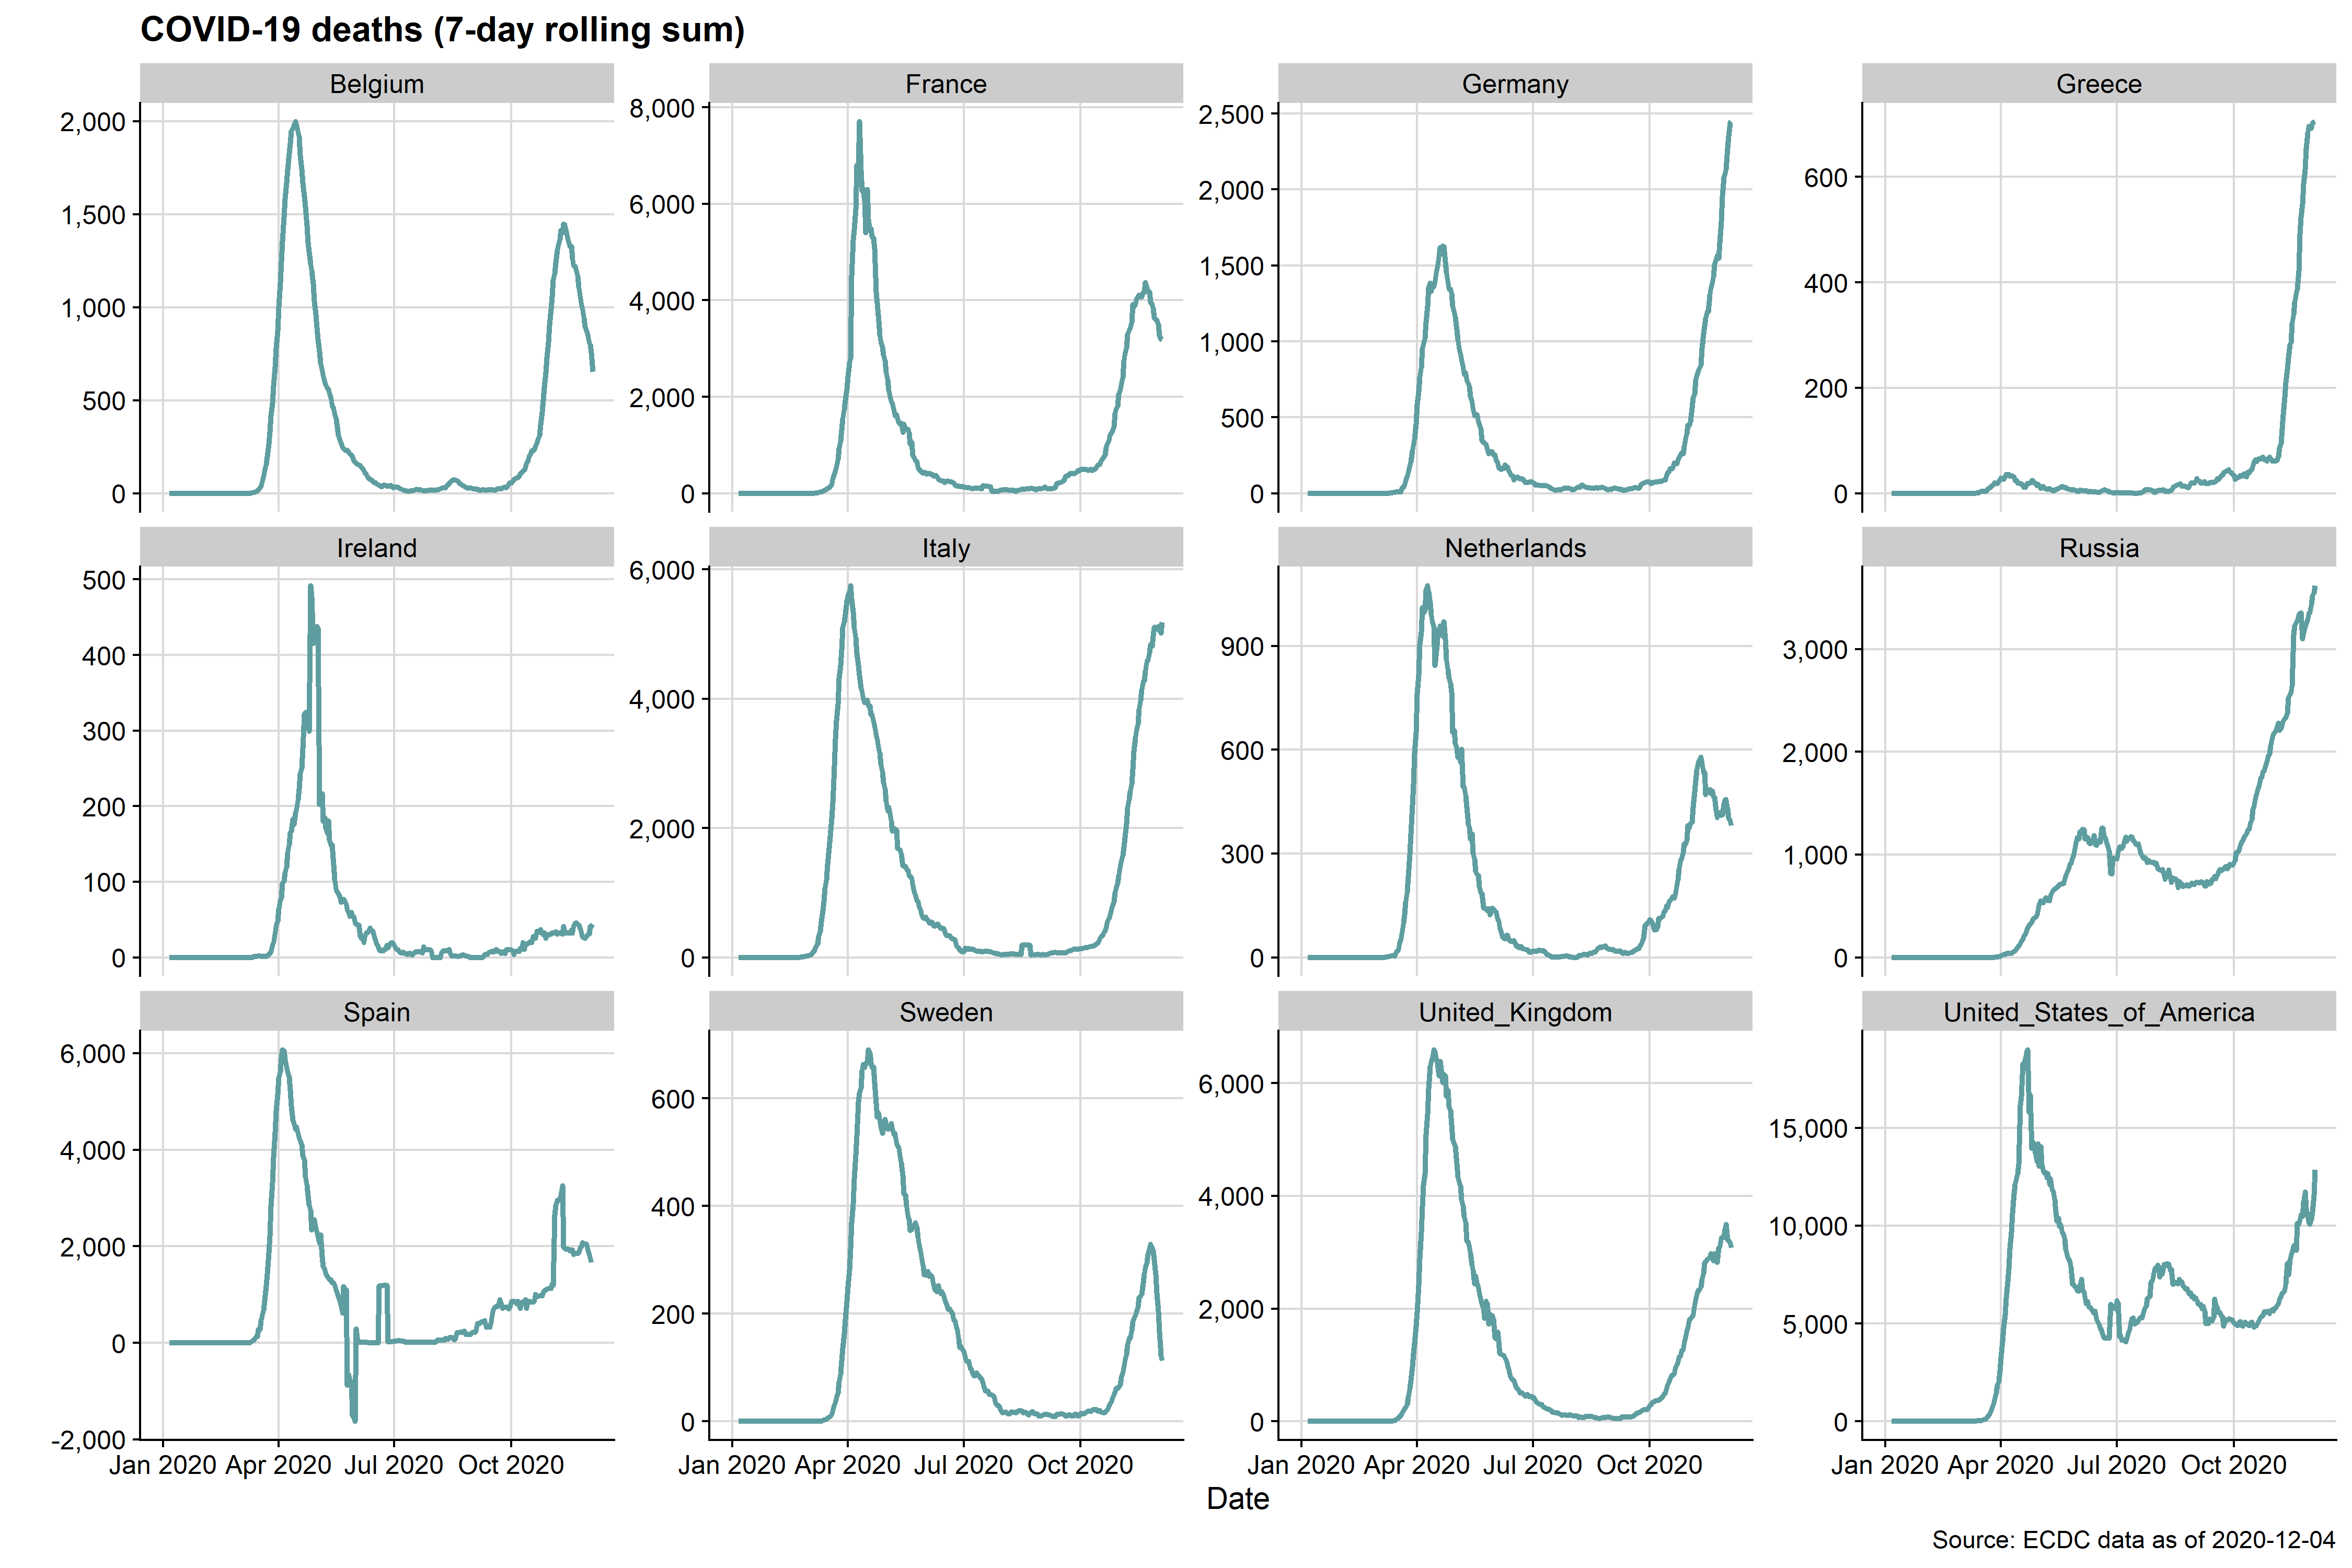 COVID-19 deaths (7-day rolling sum)
Belgium
France
Germany
Greece
2,000
1,500
1,000
500
0
8,000
6,000
4,000
2,000
0
2,500
2,000
1,500
1,000
500
0
600
400
200
0
Ireland
Italy
Netherlands
Russia
500
400
300
200
100
0
6,000
4,000
2,000
0
900
600
300
0
3,000
2,000
1,000
0
Spain
Sweden
United_Kingdom
United_States_of_America
6,000
4,000
2,000
0
-2,000
600
400
200
0
6,000
4,000
2,000
0
15,000
10,000
5,000
0
Jan 2020 Apr 2020 Jul 2020 Oct 2020
Jan 2020 Apr 2020 Jul 2020 Oct 2020
Jan 2020 Apr 2020 Jul 2020 Oct 2020
Jan 2020 Apr 2020 Jul 2020 Oct 2020
Date
Source: ECDC data as of 2020-12-04